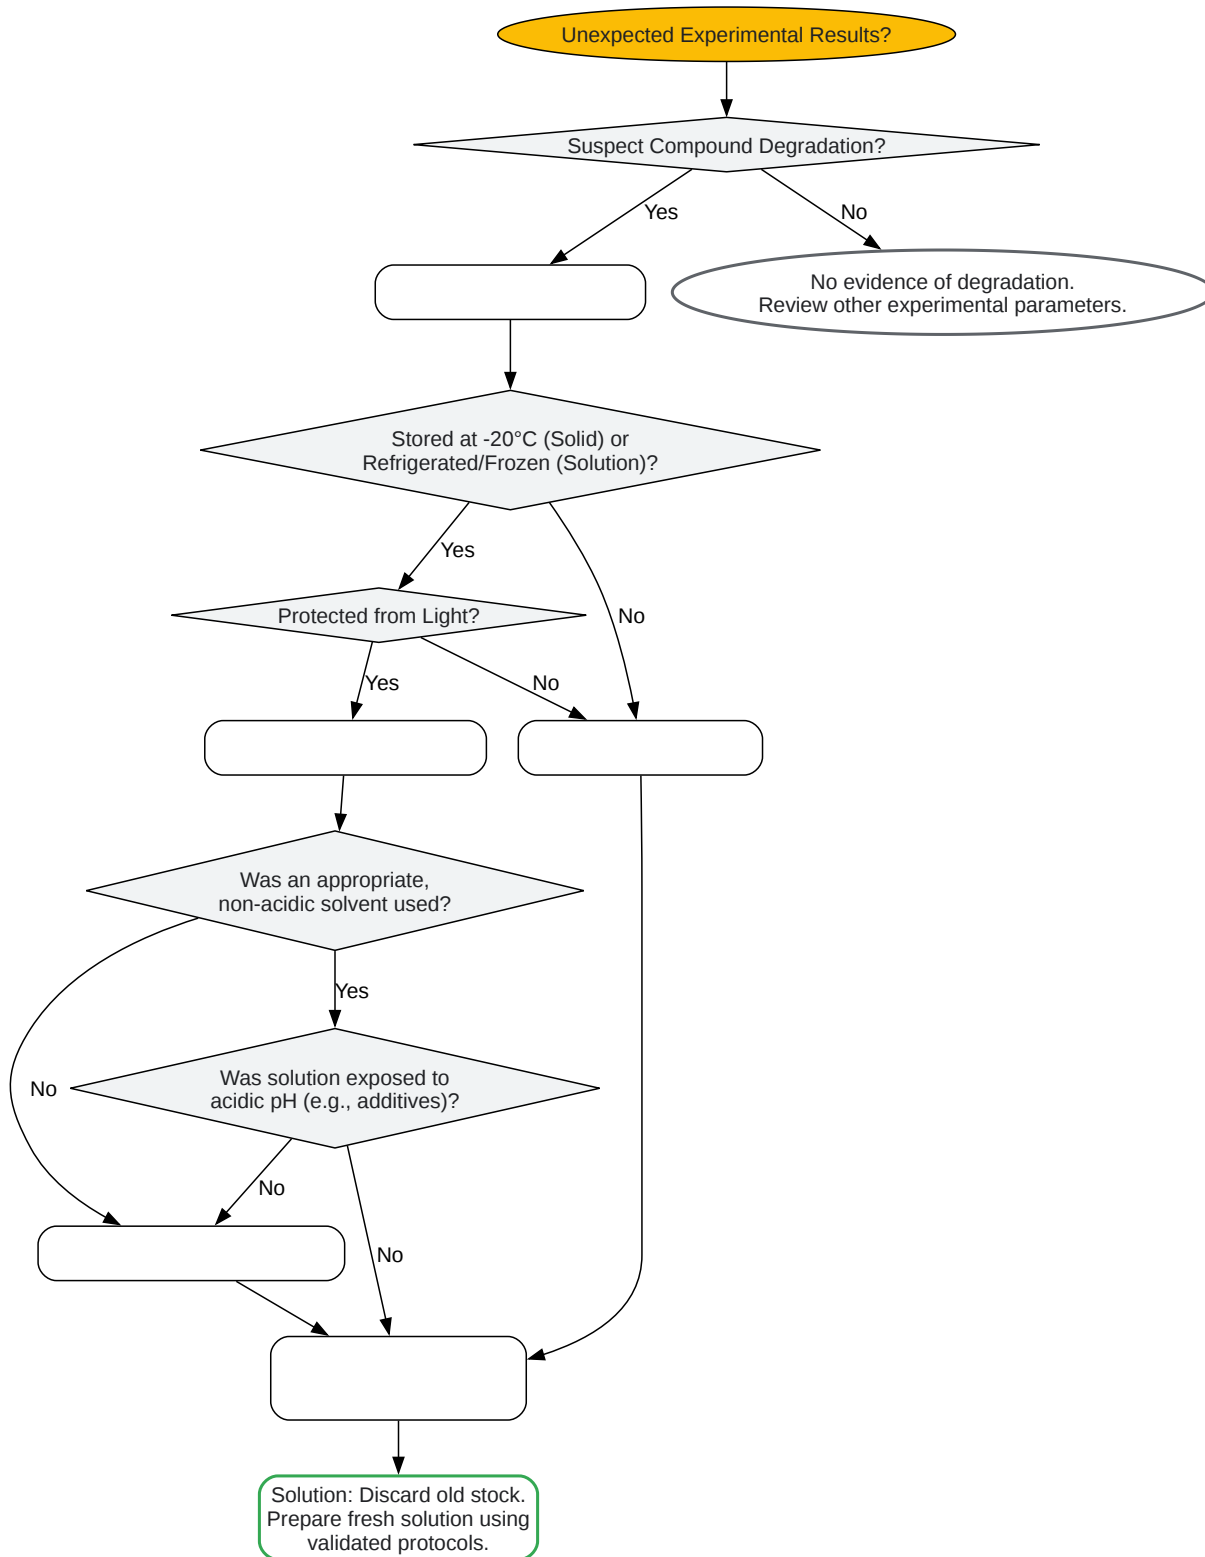 Unexpected Experimental Results?
Suspect Compound Degradation?
Yes
No
No evidence of degradation.
Review other experimental parameters.
Stored at -20°C (Solid) or
Refrigerated/Frozen (Solution)?
Yes
No
Protected from Light?
Yes
No
Was an appropriate,
non-acidic solvent used?
Yes
No
Was solution exposed to
acidic pH (e.g., additives)?
No
No
Solution: Discard old stock.
Prepare fresh solution using
validated protocols.